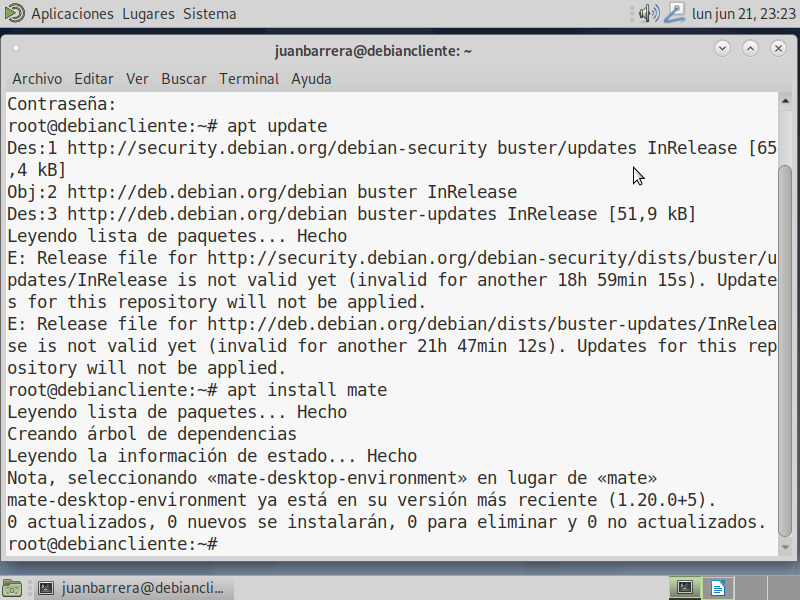 Aplicaciones Lugares Sistema
lun jun 21, 23:23
juanbarrera@debiancliente: ~
Archivo Editar Ver Buscar Terminal Ayuda
Contraseña:
root@debiancliente:~# apt update
Des:1 http://security.debian.org/debian-security buster/updates InRelease [65
,4 kB]
Obj:2 http://deb.debian.org/debian buster InRelease
Des:3 http://deb.debian.org/debian buster-updates InRelease [51,9 kB]
Leyendo lista de paquetes... Hecho
E: Release file for http://security.debian.org/debian-security/dists/buster/u
pdates/InRelease is not valid yet (invalid for another 18h 59min 15s). Update
s for this repository will not be applied.
E: Release file for http://deb.debian.org/debian/dists/buster-updates/InRelea
se is not valid yet (invalid for another 21h 47min 12s). Updates for this rep
ository will not be applied.
root@debiancliente:~# apt install mate
Leyendo lista de paquetes... Hecho
Creando árbol de dependencias
Leyendo la información de estado... Hecho
Nota, seleccionando «mate-desktop-environment» en lugar de «mate»
mate-desktop-environment ya está en su versión más reciente (1.20.0+5).
0 actualizados, 0 nuevos se instalarán, 0 para eliminar y 0 no actualizados.
root@debiancliente:~#
juanbarrera@debiancli...